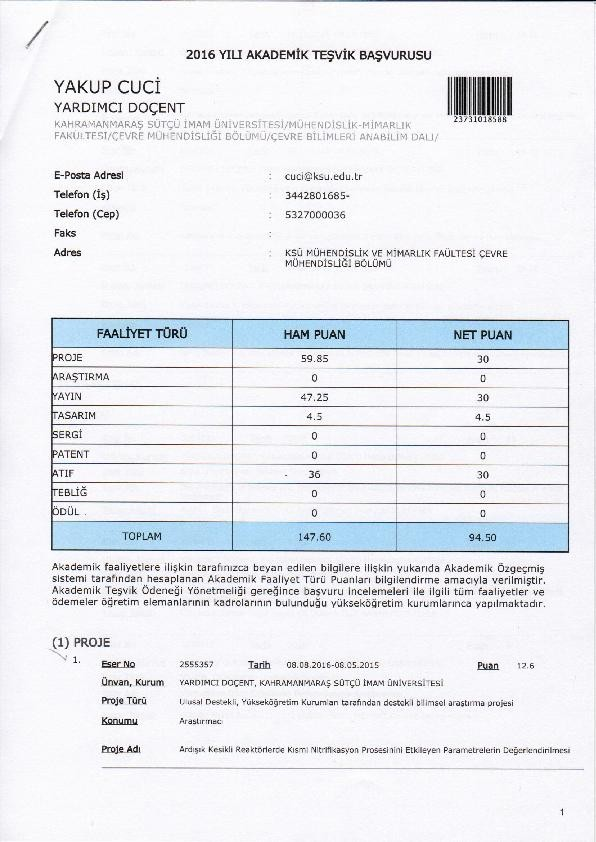 2016 YILI AKADEMİK TEŞVİK BAŞVURUSU
YAKUP CUCİ
YARDIMCI DOÇENT
KAHRAMANMARAŞ SÜTÇÜ İMAM ÜNİVERSİTESİ/MÜHENDİSLİK-MİMARLIK
FAKÜLTESİ/ÇEVRE MÜHENDİSLİĞİ BÖLÜMÜ/ÇEVRE BİLİMLERİ ANABİLİM DALI/
23731018588
E-Posta Adresi : cuci@ksu.edu.tr
Telefon (İş) : 3442801685-
Telefon (Cep) : 5327000036
Faks :
Adres : KSÜ MÜHENDİSLİK VE MİMARLIK FAÜLTESİ ÇEVRE
MÜHENDİSLİĞİ BÖLÜMÜ
FAALİYET TÜRÜ HAM PUAN NET PUAN
PROJE 59.85 30
ARAŞTIRMA 0 0
YAYIN 47.25 30
TASARIM 4.5 4.5
SERGİ 0 0
PATENT 0 0
ATIF 36 30
TEBLİĞ 0 0
ÖDÜL 0 0
TOPLAM 147.60 94.50
Akademik faaliyetlere ilişkin tarafınızca beyan edilen bilgilere ilişkin yukarıda Akademik Özgeçmiş
sistemi tarafından hesaplanan Akademik Faaliyet Türü Puanları bilgilendirme amacıyla verilmiştir.
Akademik Teşvik Ödeneği Yönetmeliği gereğince başvuru incelemeleri ile ilgili tüm faaliyetler ve
ödemeler öğretim elemanlarının kadrolarının bulunduğu yükseköğretim kurumlarınca yapılmaktadır.
(1) PROJE
1. Eser No 2555357 Tarih 08.08.2016-08.05.2015 Puan 12.6
Ünvan, Kurum YARDIMCI DOÇENT, KAHRAMANMARAŞ SÜTÇÜ İMAM ÜNİVERSİTESİ
Proje Türü Ulusal Destekli, Yükseköğretim Kurumları tarafından destekli bilimsel araştırma projesi
Konumu Araştırmacı
Proje Adı Ardışık Kesikli Reaktörlerde Kısmi Nitrifikasyon Prosesinini Etkileyen Parametrelerin Değerlendirilmesi
1